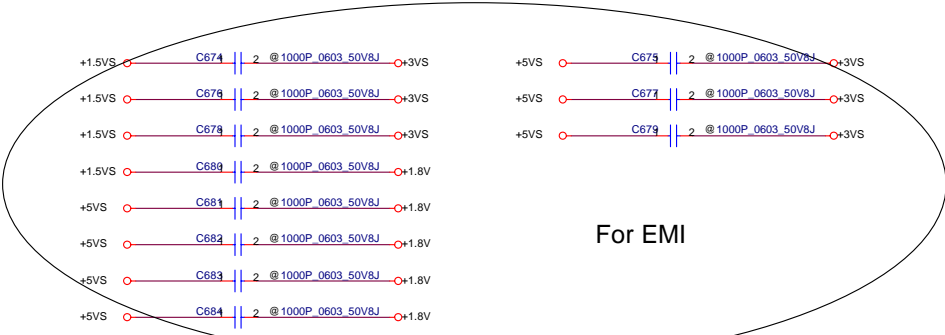 +1.5VS C674 1 2 @1000P_0603_50V8J +3VS
+5VS C675 1 2 @1000P_0603_50V8J +3VS
+1.5VS C676 1 2 @1000P_0603_50V8J +3VS
+5VS C677 1 2 @1000P_0603_50V8J +3VS
+1.5VS C678 1 2 @1000P_0603_50V8J +3VS
+5VS C679 1 2 @1000P_0603_50V8J +3VS
+1.5VS C680 1 2 @1000P_0603_50V8J +1.8V
+5VS C681 1 2 @1000P_0603_50V8J +1.8V
For EMI
+5VS C682 1 2 @1000P_0603_50V8J +1.8V
+5VS C683 1 2 @1000P_0603_50V8J +1.8V
+5VS C684 1 2 @1000P_0603_50V8J +1.8V